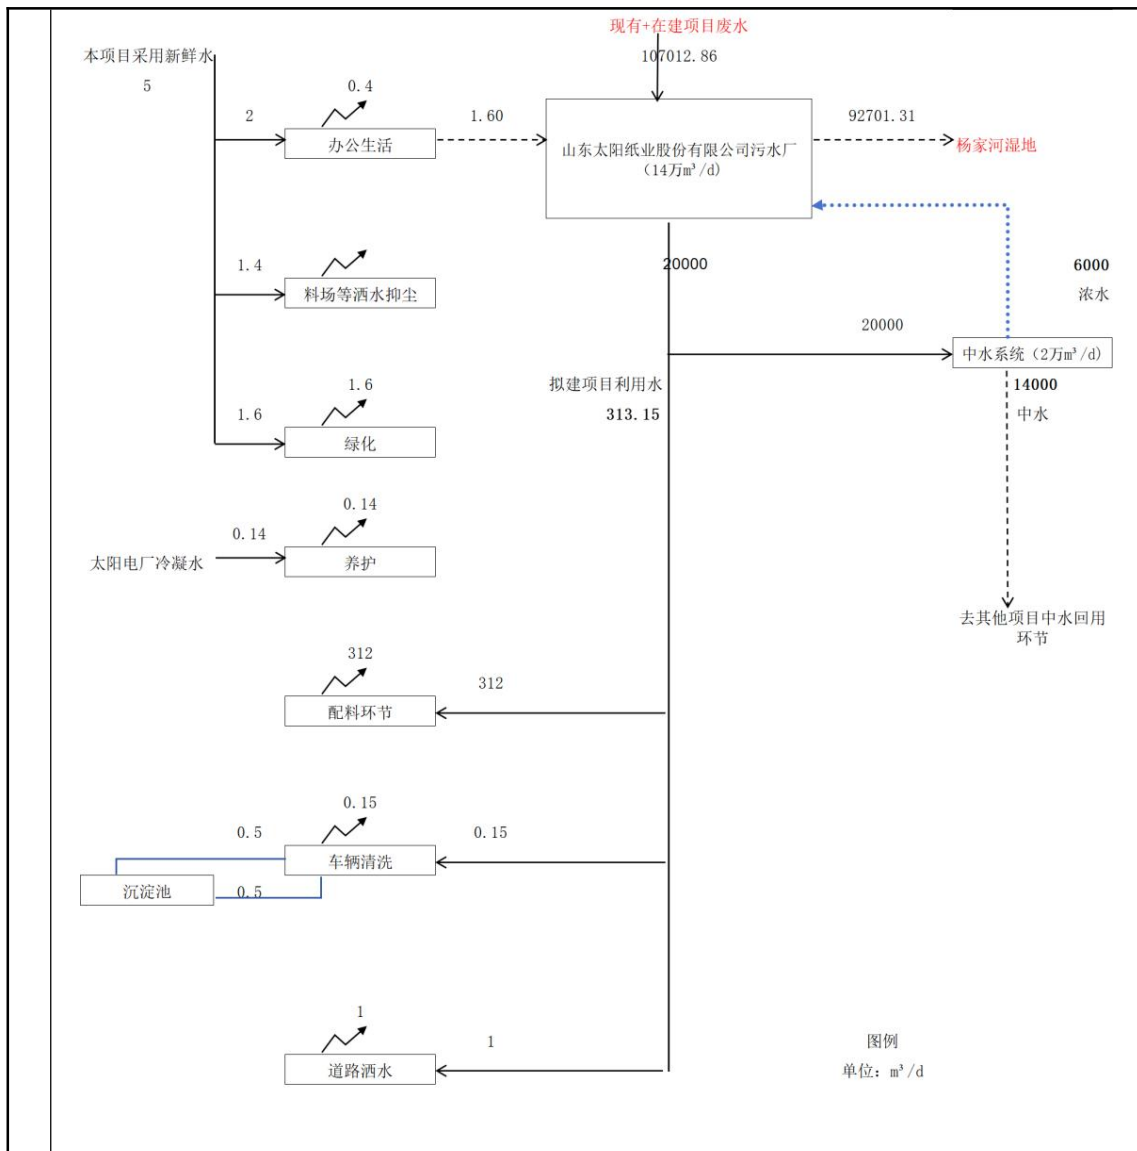 现有+在建项目废水
本项目采用新鲜水
107012.86
5
0.4
2
1.60
92701.31
办公生活
山东太阳纸业股份有限公司污水厂
（14万m³/d）
杨家河湿地
1.4
20000
6000
料场等洒水抑尘
浓水
20000
中水系统（2万m³/d）
拟建项目利用水
1.6
14000
1.6
313.15
中水
绿化
0.14
0.14
太阳电厂冷凝水
养护
去其他项目中水回用
环节
312
312
配料环节
0.15
0.5
0.15
车辆清洗
沉淀池
0.5
1
1
图例
道路洒水
单位：m³/d